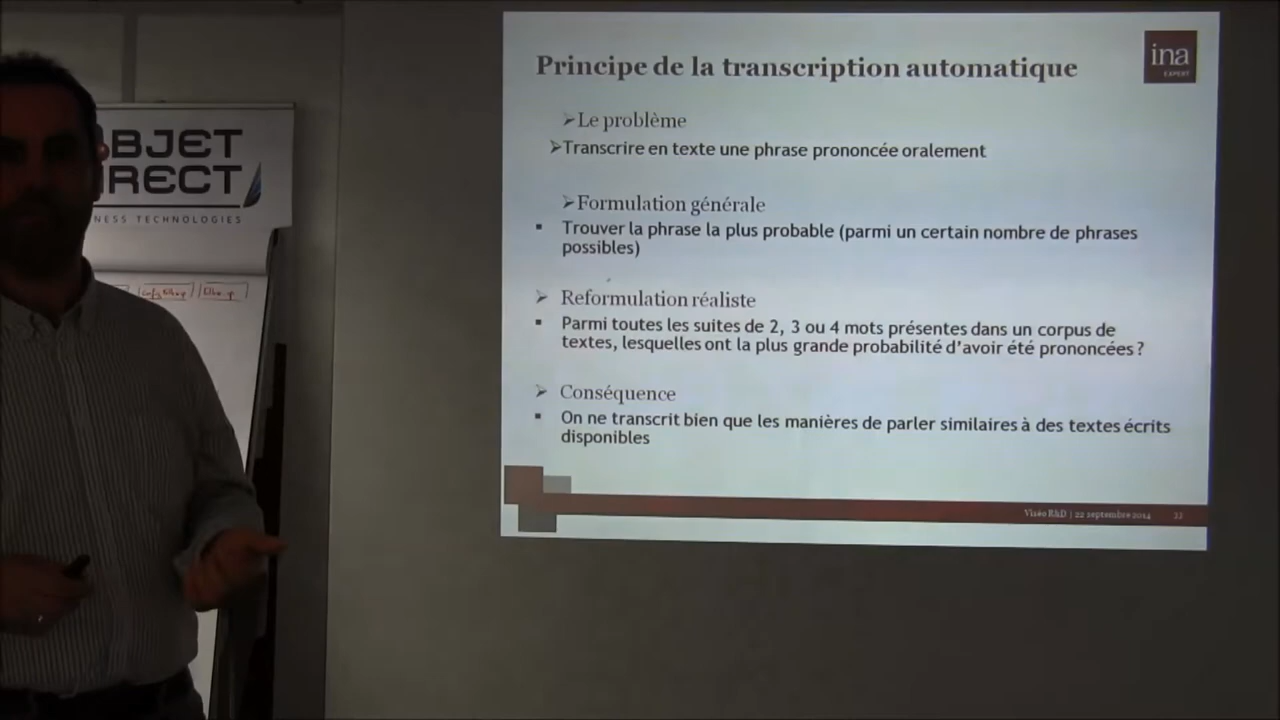 BJET
IRECT
NESS TECHNOLOGIES
Principe de la transcription automatique
ina
EXPERT
➢Le problème
➢Transcrire en texte une phrase prononcée oralement
➢Formulation générale
▪ Trouver la phrase la plus probable (parmi un certain nombre de phrases
possibles)
➢ Reformulation réaliste
▪ Parmi toutes les suites de 2, 3 ou 4 mots présentes dans un corpus de
textes, lesquelles ont la plus grande probabilité d'avoir été prononcées ?
➢ Conséquence
▪ On ne transcrit bien que les manières de parler similaires à des textes écrits
disponibles
Viséo R&D | 22 septembre 2014